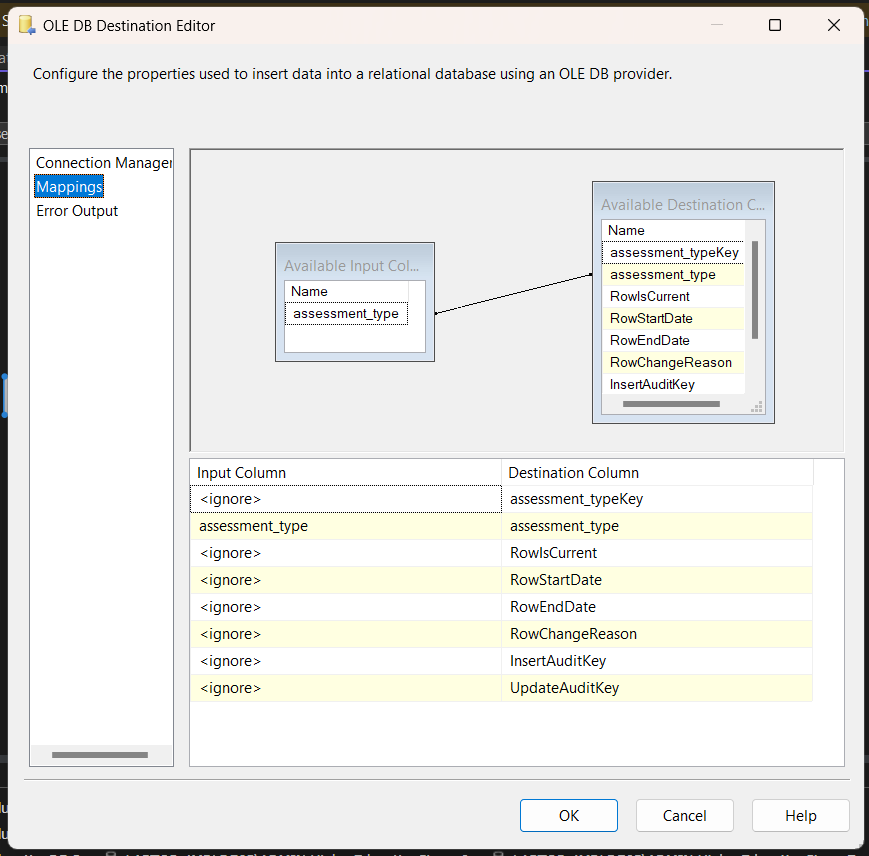 OLE DB Destination Editor
Configure the properties used to insert data into a relational database using an OLE DB provider.
Connection Manager
Mappings
Error Output
Available Input Col...
Name
assessment_type
Available Destination C...
Name
assessment_typeKey
assessment_type
RowIsCurrent
RowStartDate
RowEndDate
RowChangeReason
InsertAuditKey
Input Column Destination Column
<ignore> assessment_typeKey
assessment_type assessment_type
<ignore> RowIsCurrent
<ignore> RowStartDate
<ignore> RowEndDate
<ignore> RowChangeReason
<ignore> InsertAuditKey
<ignore> UpdateAuditKey
OK Cancel Help